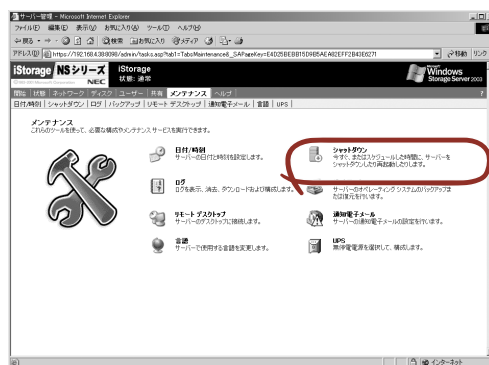 サーバー管理 - Microsoft Internet Explorer
ファイル(F) 編集(E) 表示(V) お気に入り(A) ツール(T) ヘルプ(H)
戻る 検索 お気に入り メディア
アドレス(D) 移動 リンク
iStorage NSシリーズ NEC
iStorage
状態: 通常
Windows Storage Server 2003
開始 状態 ネットワーク ディスク ユーザー 共有 メンテナンス ヘルプ ?
日付/時刻 | シャットダウン | ログ | バックアップ | リモート デスクトップ | 通知電子メール | 言語 | UPS |
メンテナンス
これらのツールを使って、必要な構成やメンテナンス サービスを実行できます。
日付/時刻
サーバーの日付と時刻を設定します。
シャットダウン
今すぐ、またはスケジュールした時間に、サーバーを
シャットダウンしたり再起動したりします。
ログ
ログを表示、消去、ダウンロードおよび構成します。
サーバーのオペレーティング システムのバックアップま
たは復元を行います。
リモート デスクトップ
サーバーのデスクトップに接続します。
通知電子メール
サーバーの通知電子メールの設定を行います。
言語
サーバーで使用する言語を変更します。
UPS
無停電電源を選択して、構成します。
インターネット